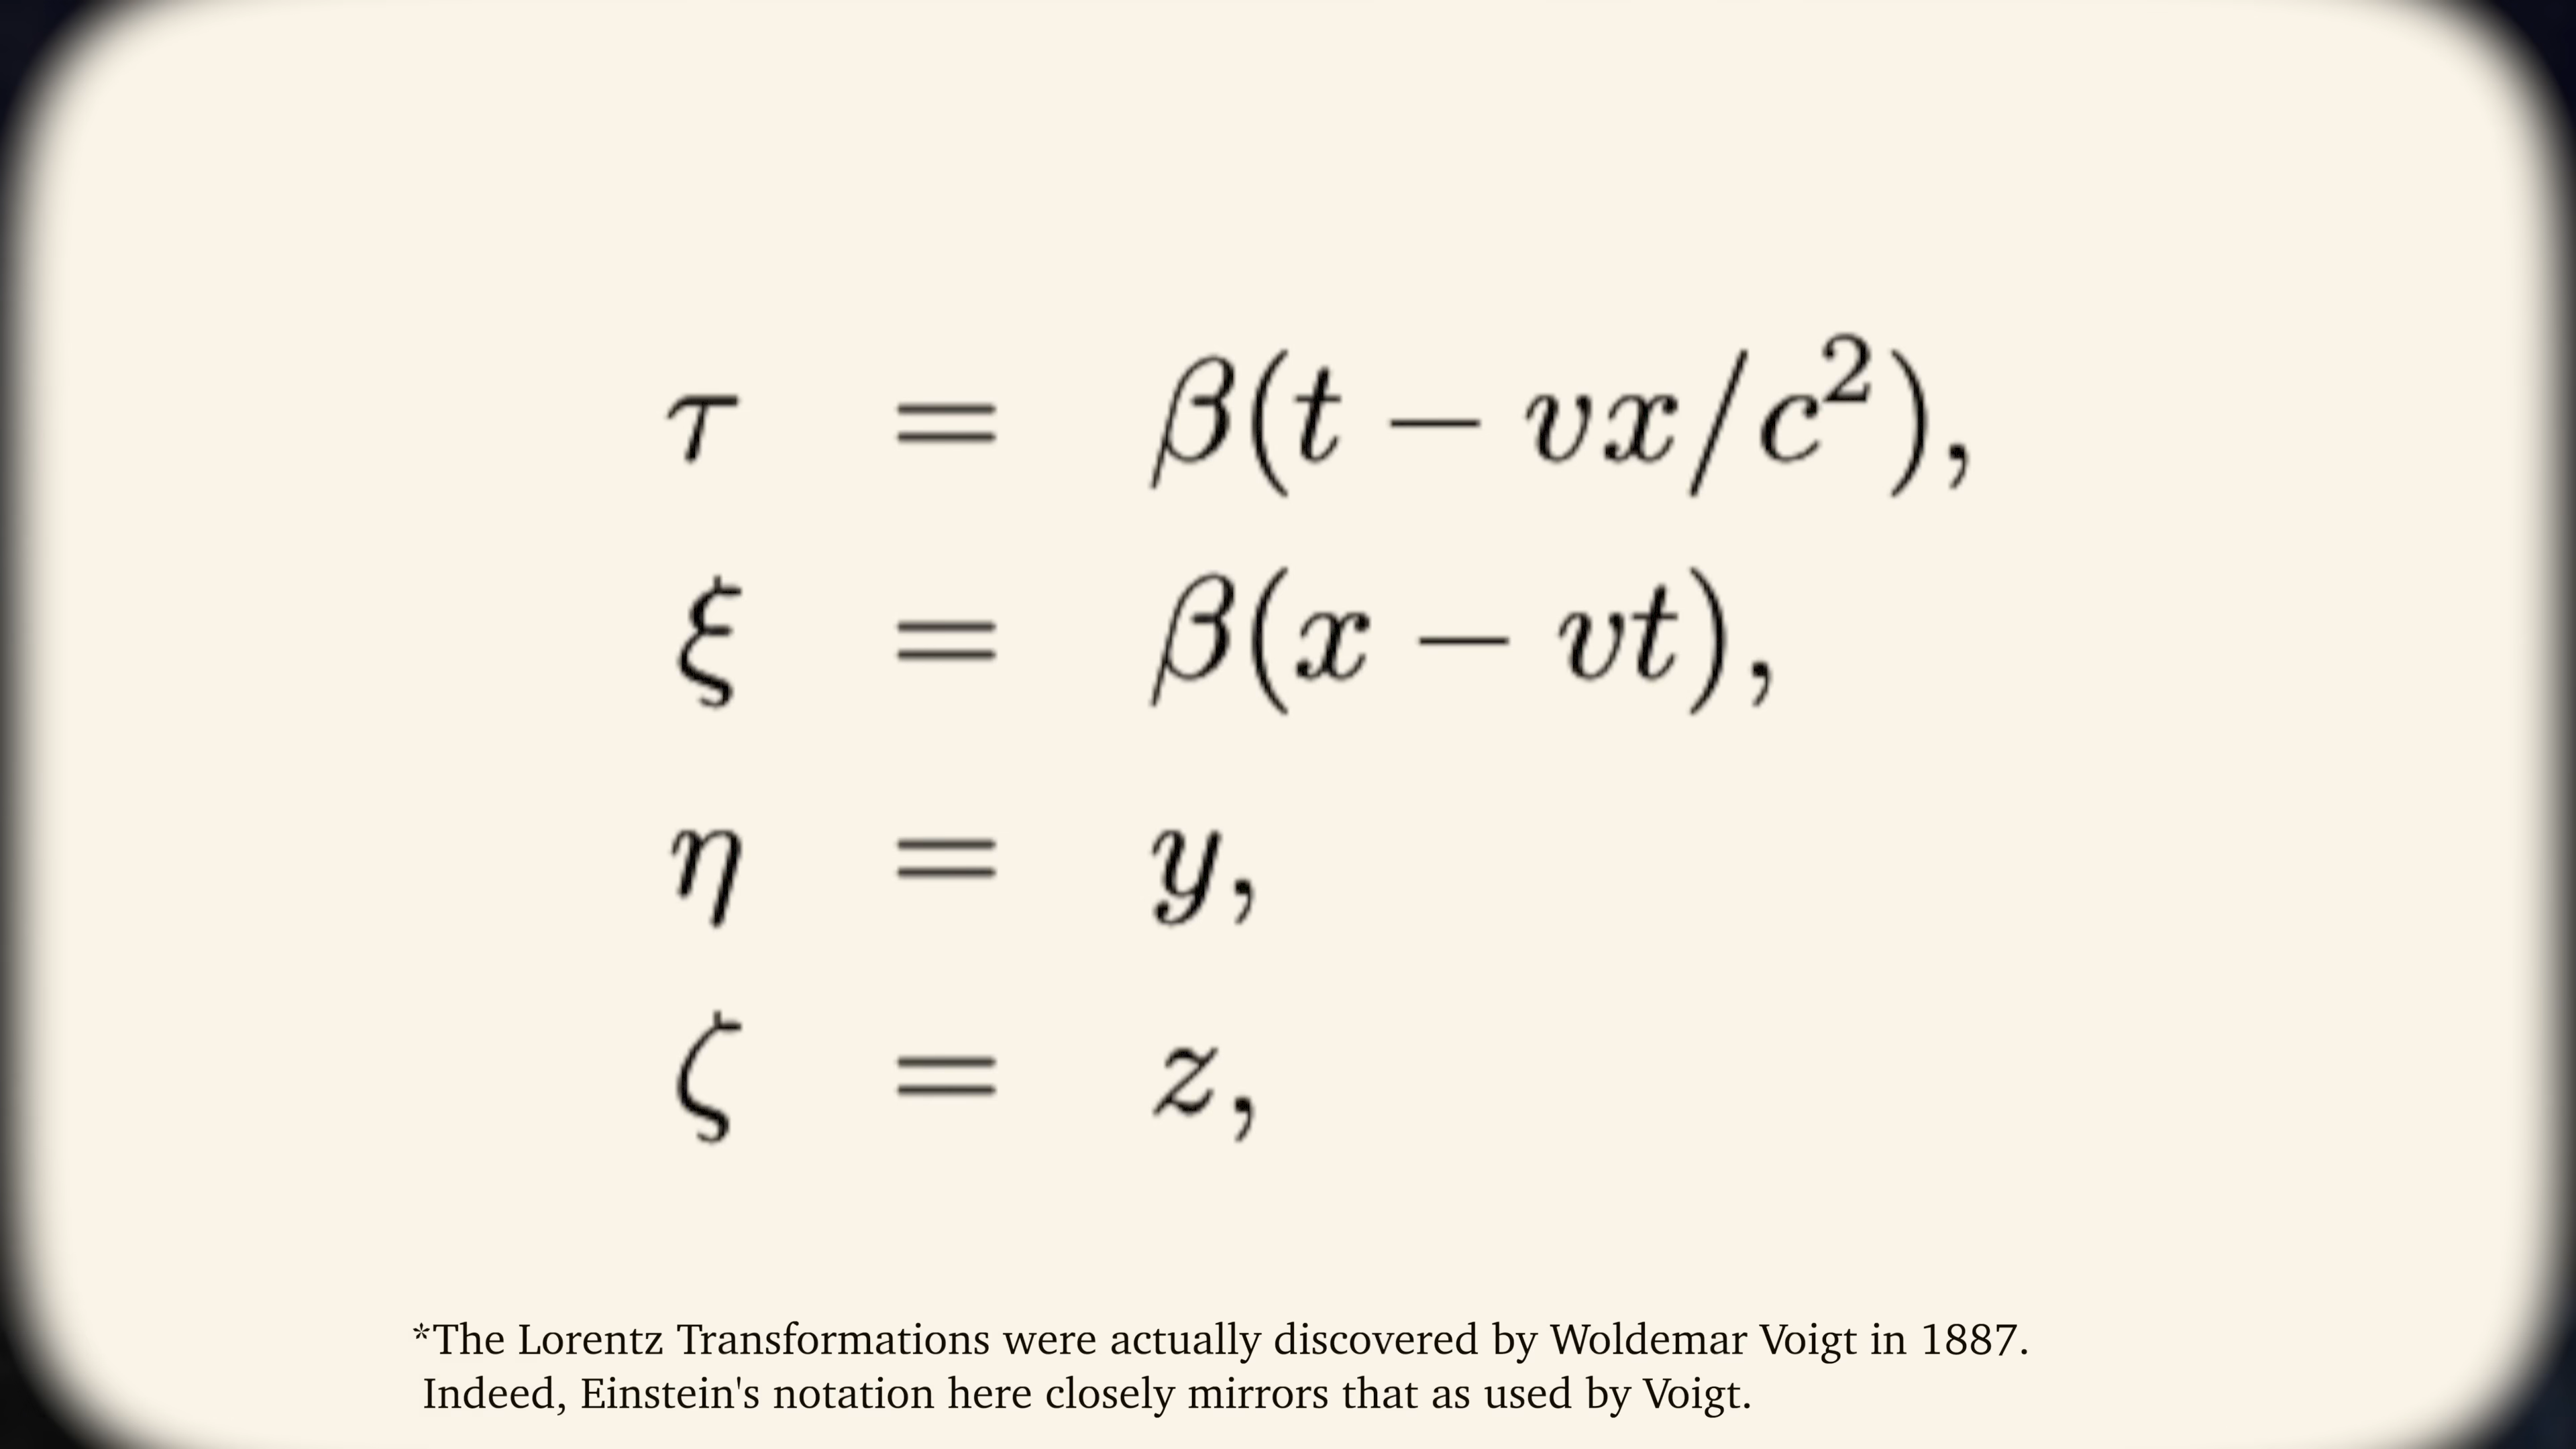 τ = β(t − vx/c²),
ξ = β(x − vt),
η = y,
ζ = z,
*The Lorentz Transformations were actually discovered by Woldemar Voigt in 1887.
Indeed, Einstein's notation here closely mirrors that as used by Voigt.